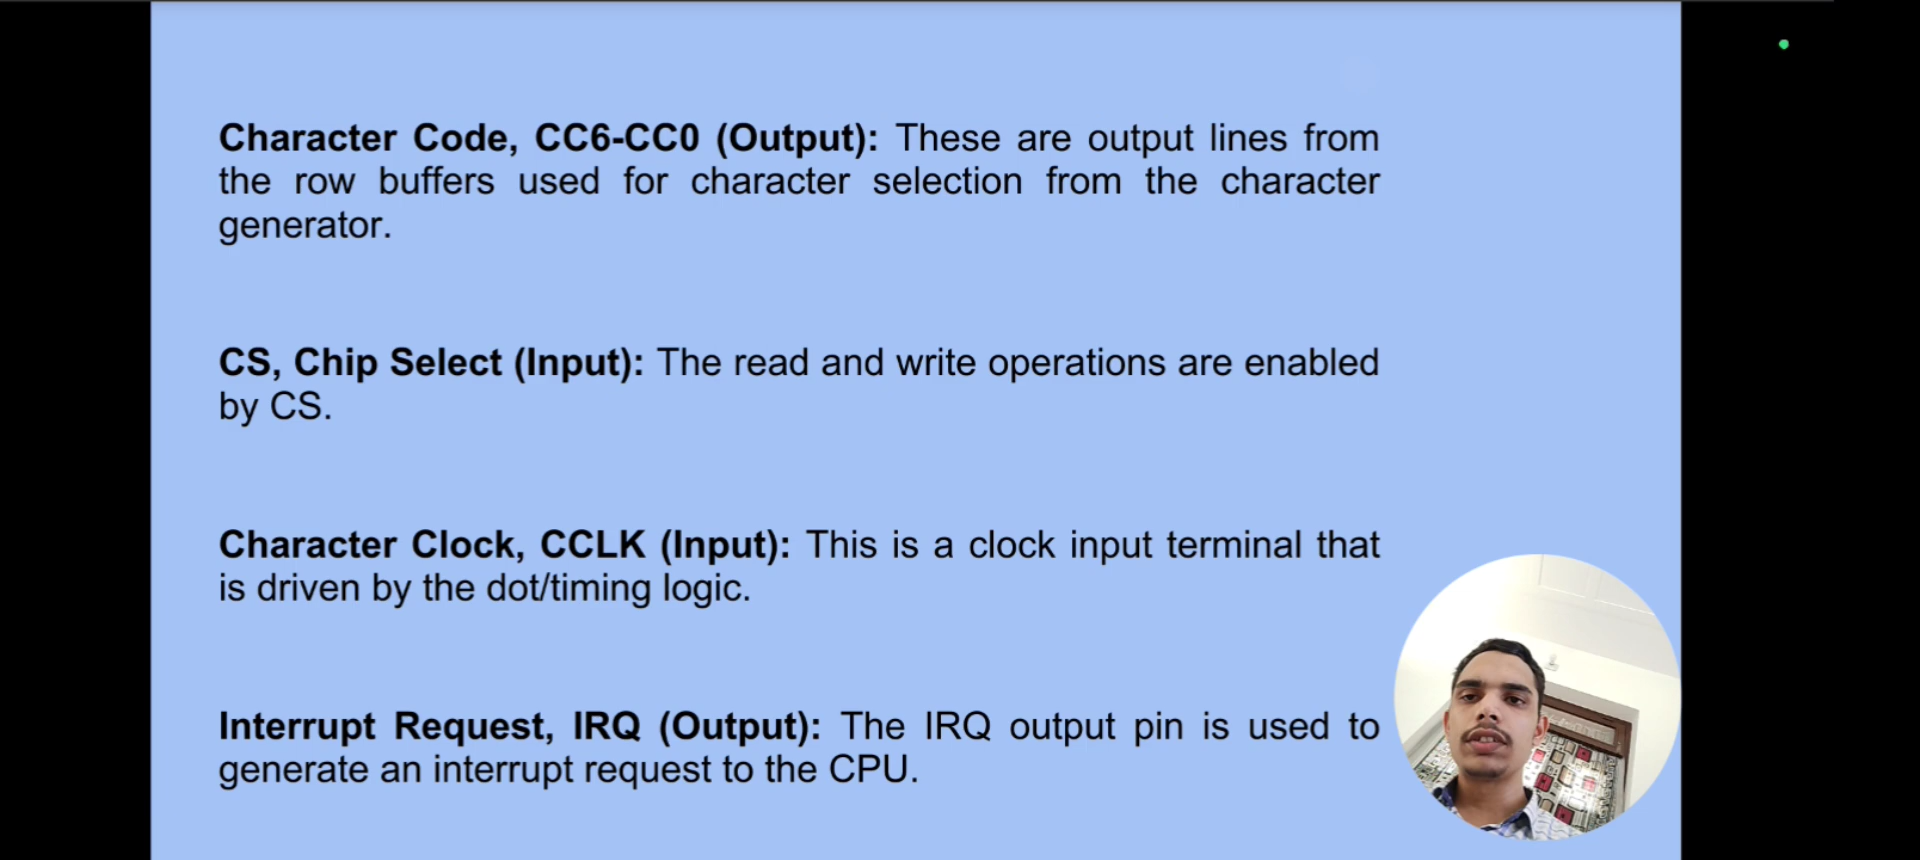 Character Code, CC6-CC0 (Output): These are output lines from
the row buffers used for character selection from the character
generator.
CS, Chip Select (Input): The read and write operations are enabled
by CS.
Character Clock, CCLK (Input): This is a clock input terminal that
is driven by the dot/timing logic.
Interrupt Request, IRQ (Output): The IRQ output pin is used to
generate an interrupt request to the CPU.